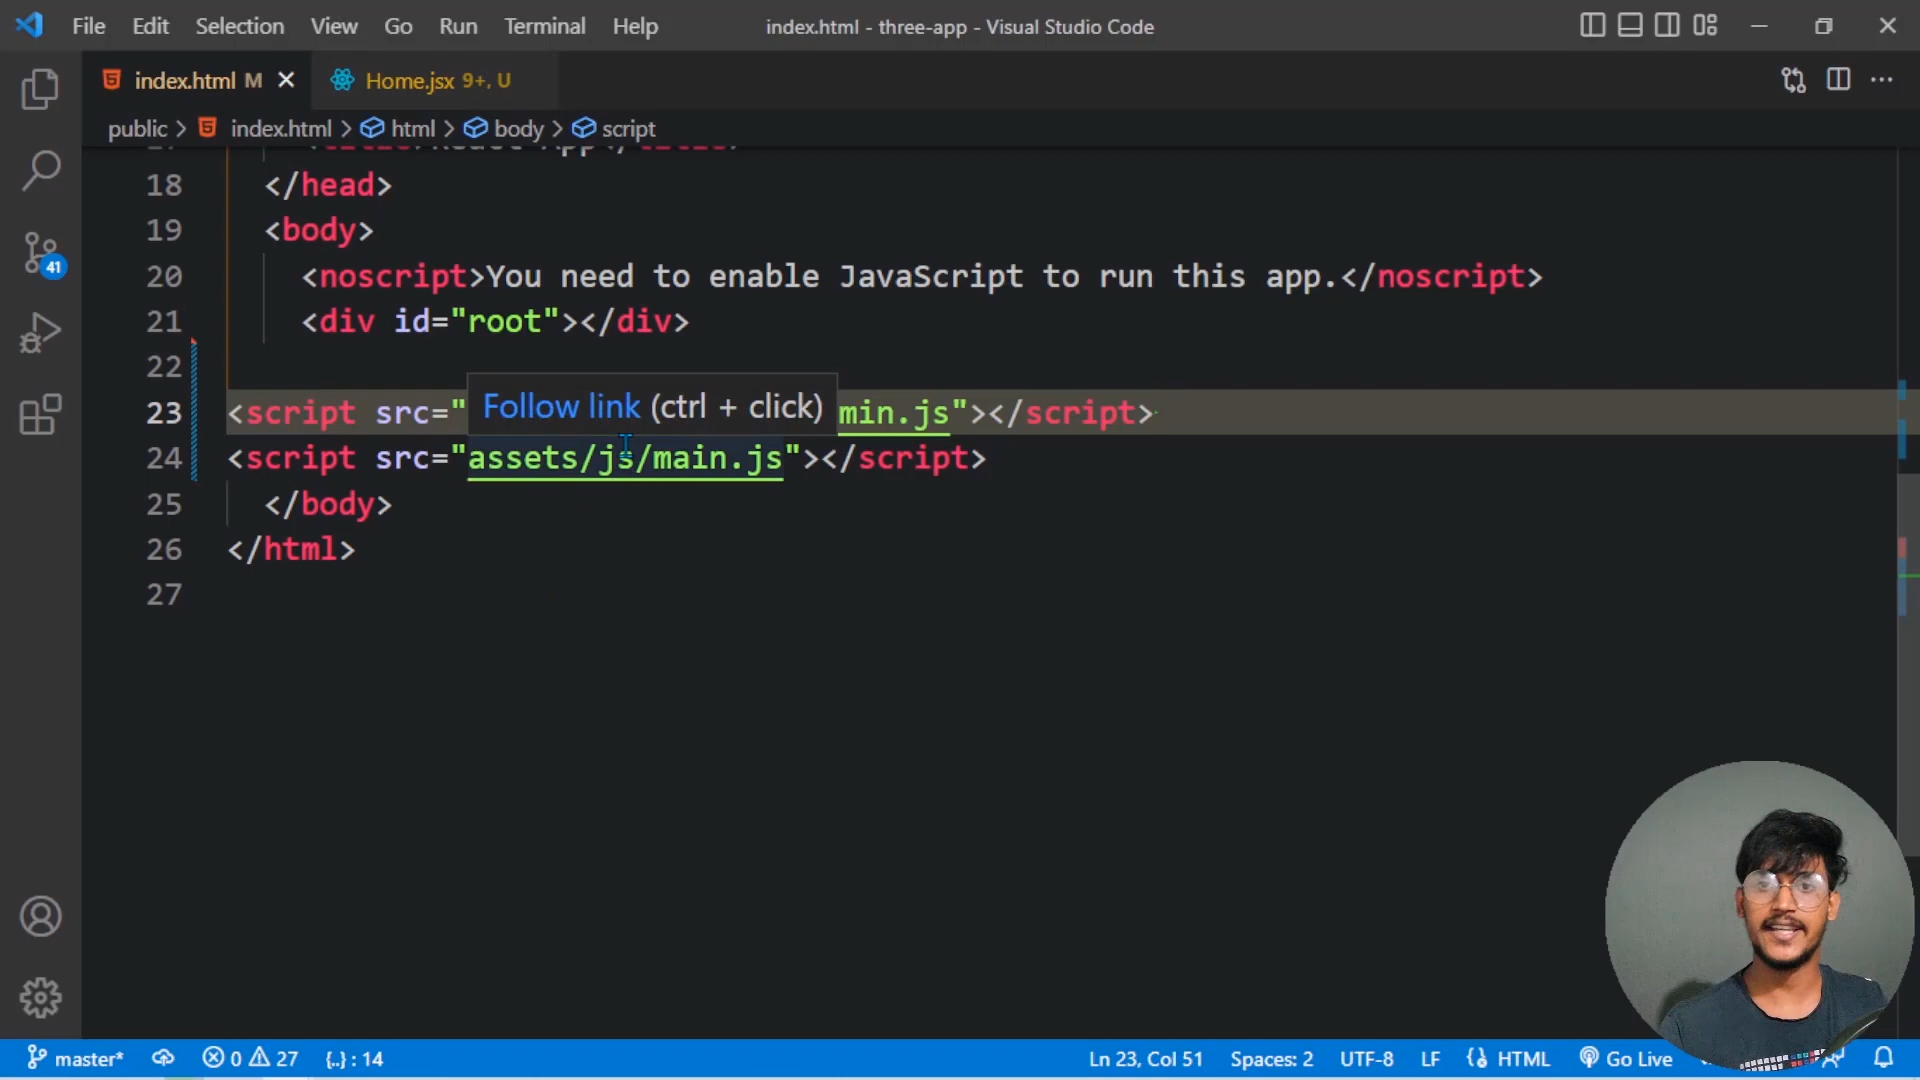 File Edit Selection View Go Run Terminal Help
index.html - three-app - Visual Studio Code
index.html M
Home.jsx 9+, U
public > index.html > html > body > script
18 </head>
19 <body>
20 <noscript>You need to enable JavaScript to run this app.</noscript>
21 <div id="root"></div>
22
Follow link (ctrl + click)
23 <script src=" min.js"></script>
24 <script src="assets/js/main.js"></script>
25 </body>
26 </html>
27
41
master* 0 27 {..} : 14
Ln 23, Col 51 Spaces: 2 UTF-8 LF HTML Go Live